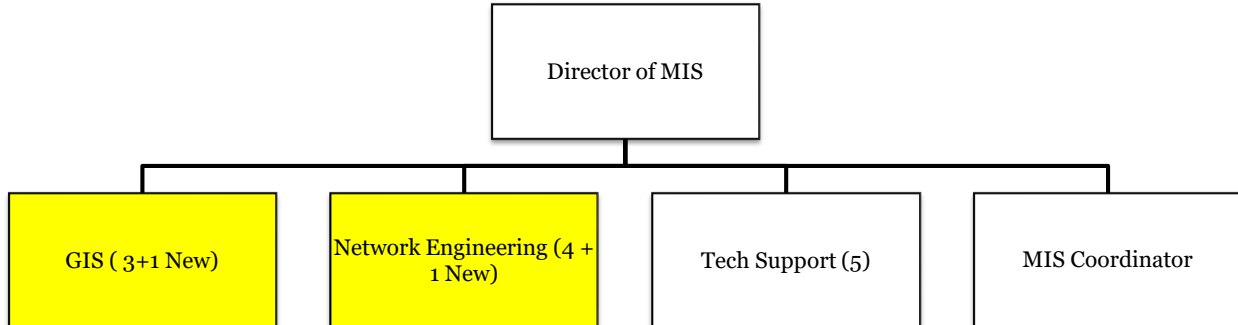 Director of MIS
GIS ( 3+1 New)
Network Engineering (4 +
1 New)
Tech Support (5)
MIS Coordinator